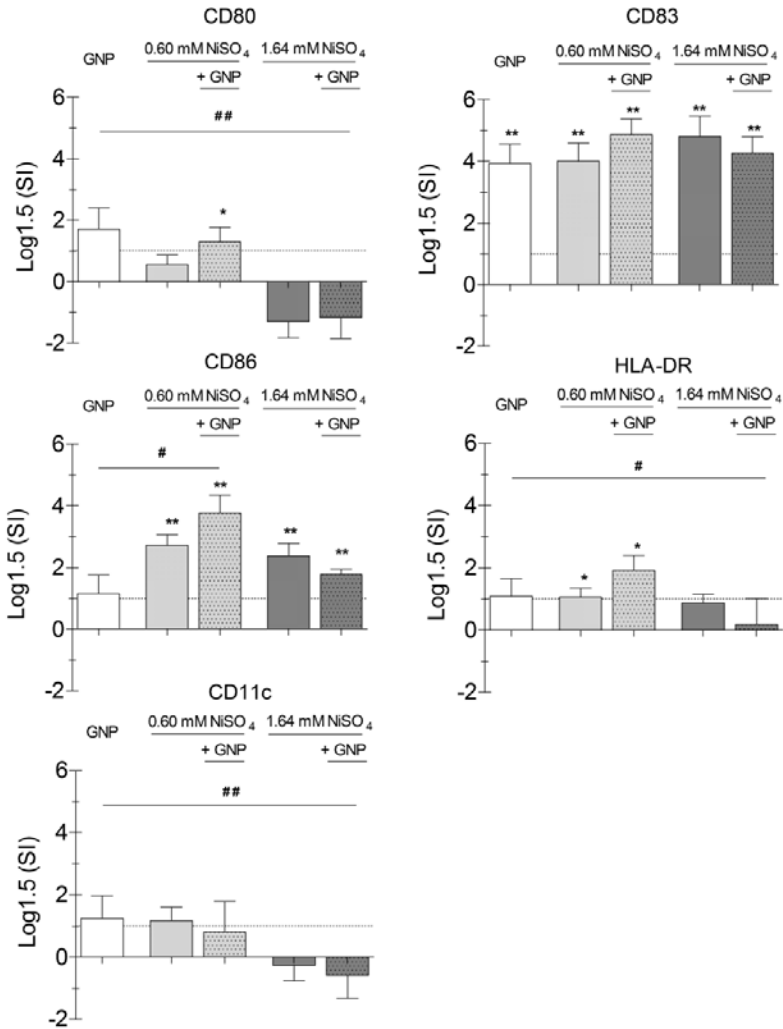 CD80
GNP 0.60 mM NiSO4 1.64 mM NiSO4
+ GNP + GNP
##
*
6
4
2
0
-2
Log1.5 (SI)
CD83
GNP 0.60 mM NiSO4 1.64 mM NiSO4
+ GNP + GNP
** ** ** ** **
6
4
2
0
-2
Log1.5 (SI)
CD86
GNP 0.60 mM NiSO4 1.64 mM NiSO4
+ GNP + GNP
#
** ** ** **
6
4
2
0
-2
Log1.5 (SI)
HLA-DR
GNP 0.60 mM NiSO4 1.64 mM NiSO4
+ GNP + GNP
#
* *
6
4
2
0
-2
Log1.5 (SI)
CD11c
GNP 0.60 mM NiSO4 1.64 mM NiSO4
+ GNP + GNP
##
6
4
2
0
-2
Log1.5 (SI)